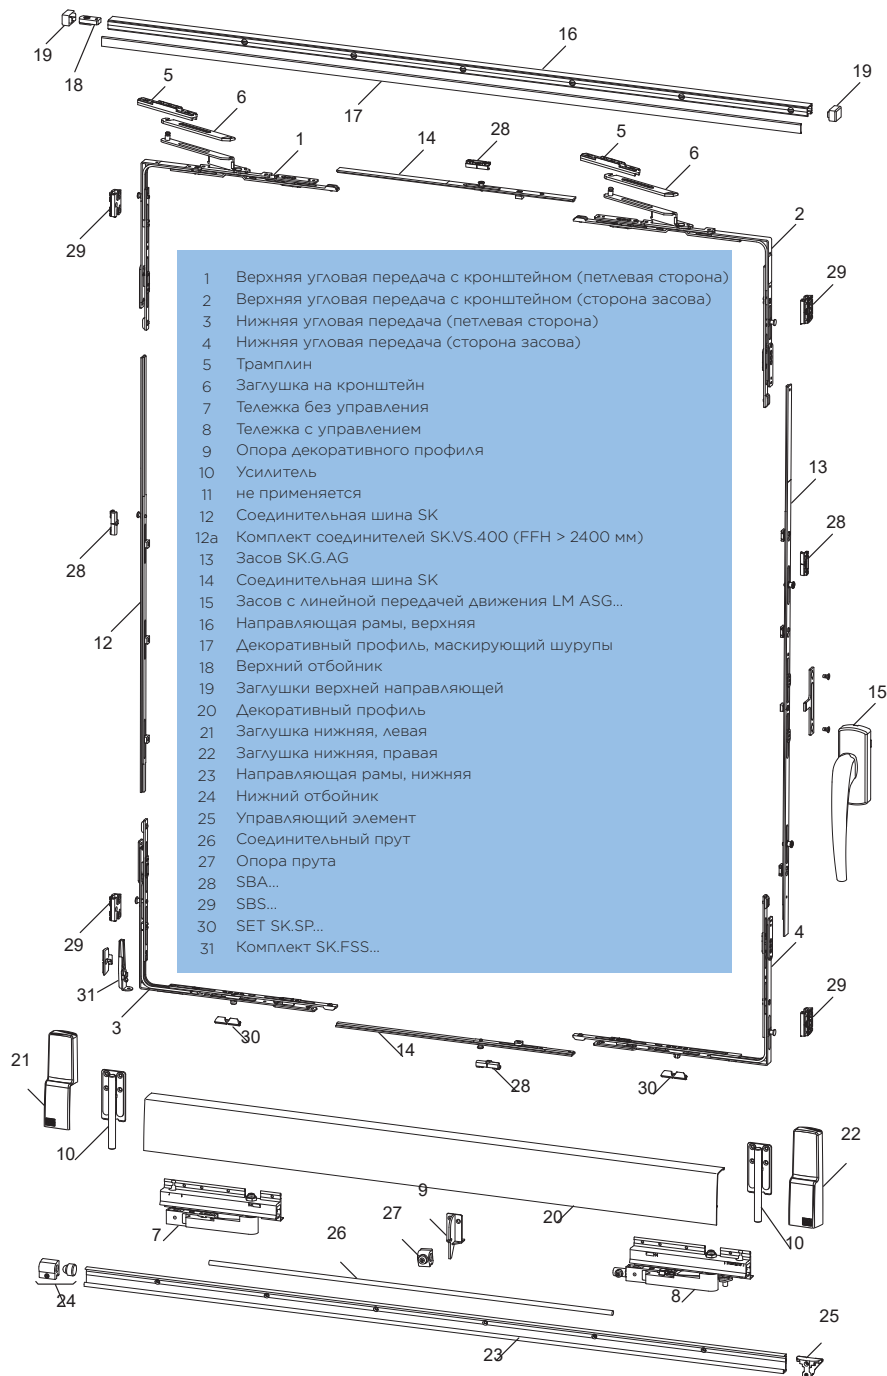 16
19
18
19
5
6
17
28
5
6
14
1
29
2
29
1 Верхняя угловая передача с кронштейном (петлевая сторона)
2 Верхняя угловая передача с кронштейном (сторона засова)
3 Нижняя угловая передача (петлевая сторона)
4 Нижняя угловая передача (сторона засова)
5 Трамплин
6 Заглушка на кронштейн
7 Тележка без управления
8 Тележка с управлением
9 Опора декоративного профиля
10 Усилитель
11 не применяется
12 Соединительная шина SK
12а Комплект соединителей SK.VS.400 (FFH > 2400 мм)
13 Засов SK.G.AG
14 Соединительная шина SK
15 Засов с линейной передачей движения LM ASG...
16 Направляющая рамы, верхняя
17 Декоративный профиль, маскирующий шурупы
18 Верхний отбойник
19 Заглушки верхней направляющей
20 Декоративный профиль
21 Заглушка нижняя, левая
22 Заглушка нижняя, правая
23 Направляющая рамы, нижняя
24 Нижний отбойник
25 Управляющий элемент
26 Соединительный прут
27 Опора прута
28 SBA...
29 SBS...
30 SET SK.SP...
31 Комплект SK.FSS...
13
28
28
12
15
29
4
31
29
3
30
14
28
30
21
10
22
9
20
27
7
26
10
24
8
25
23